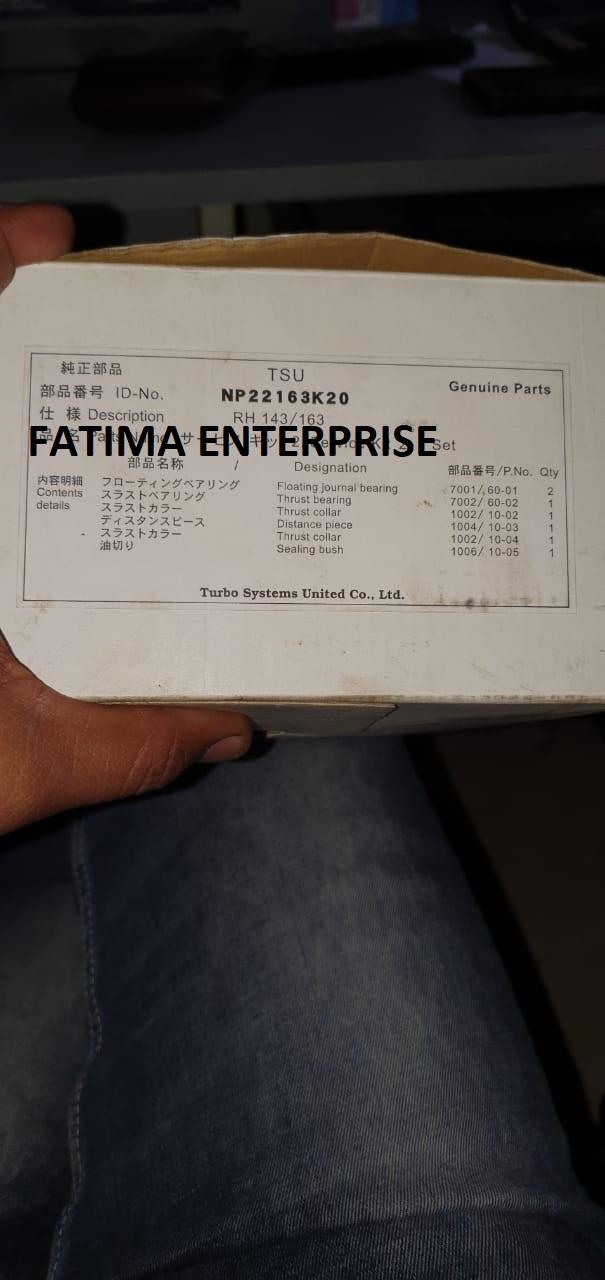 純正部品 TSU Genuine Parts
部品番号 ID-No. NP22163K20
仕 様 Description RH 143/163
FATIMA ENTERPRISE
Set
部品名称 / Designation 部品番号/P.No. Qty
内容明細 フローティングベアリング Floating journal bearing 7001/ 60-01 2
Contents スラストベアリング Thrust bearing 7002/ 60-02 1
details スラストカラー Thrust collar 1002/ 10-02 1
ディスタンスピース Distance piece 1004/ 10-03 1
スラストカラー Thrust collar 1002/ 10-04 1
油切り Sealing bush 1006/ 10-05 1
Turbo Systems United Co., Ltd.